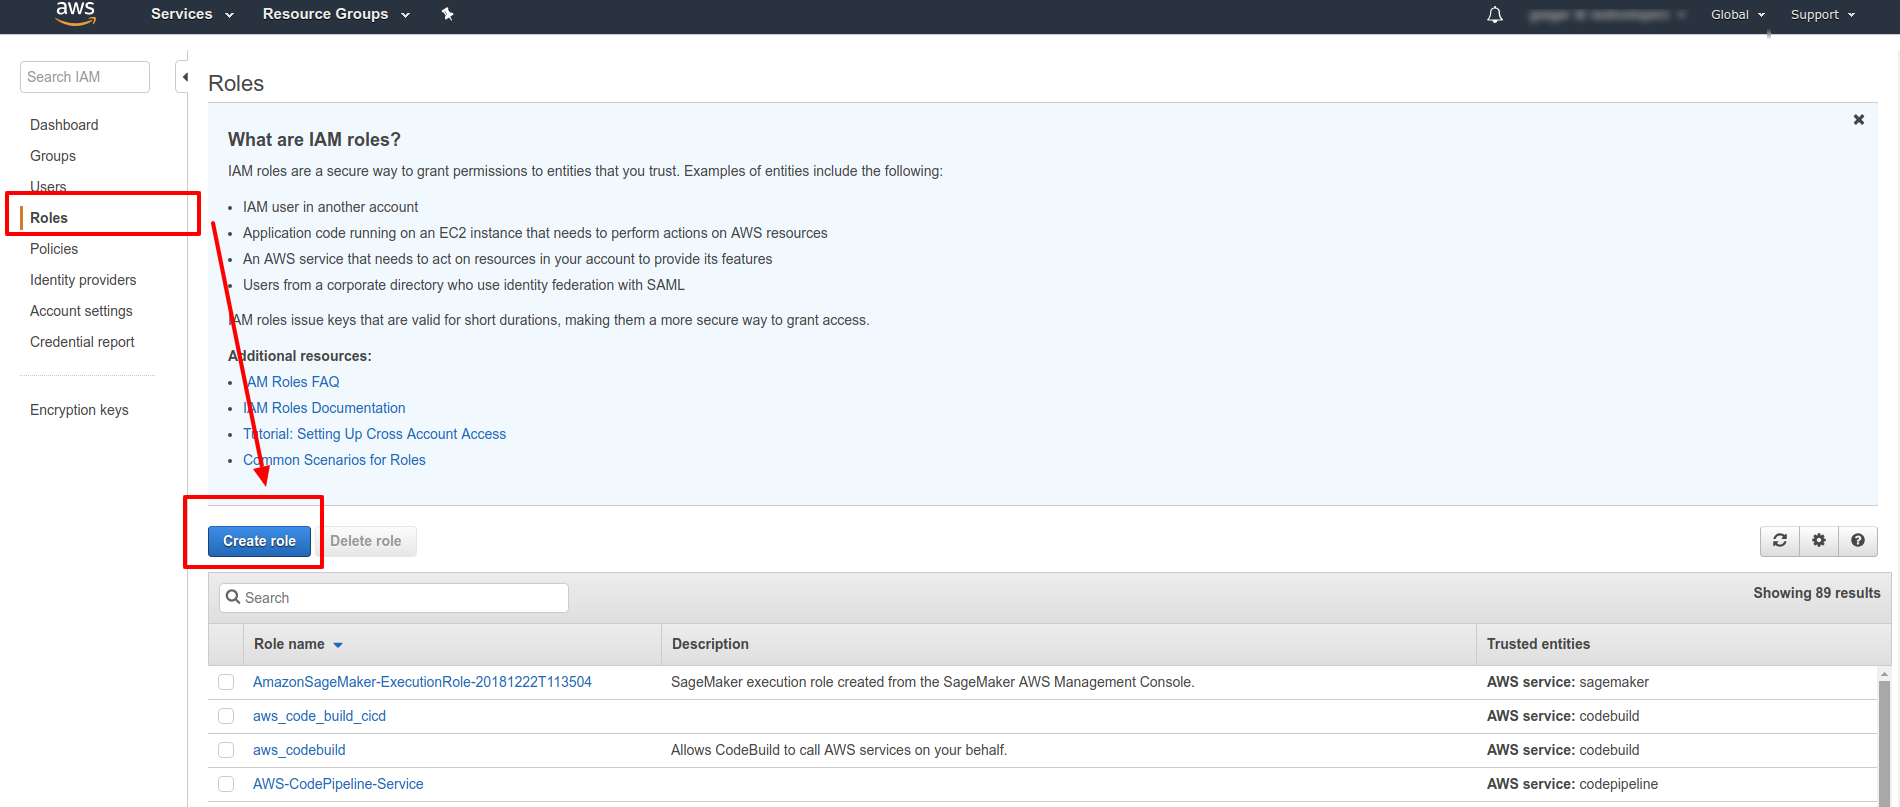 aws
Services
Resource Groups
Global
Support
Search IAM
Dashboard
Groups
Users
Roles
Policies
Identity providers
Account settings
Credential report
Encryption keys
Roles
What are IAM roles?
IAM roles are a secure way to grant permissions to entities that you trust. Examples of entities include the following:
IAM user in another account
Application code running on an EC2 instance that needs to perform actions on AWS resources
An AWS service that needs to act on resources in your account to provide its features
Users from a corporate directory who use identity federation with SAML
IAM roles issue keys that are valid for short durations, making them a more secure way to grant access.
Additional resources:
IAM Roles FAQ
IAM Roles Documentation
Tutorial: Setting Up Cross Account Access
Common Scenarios for Roles
Create role
Delete role
Search
Showing 89 results
Role name Description Trusted entities
AmazonSageMaker-ExecutionRole-20181222T113504 SageMaker execution role created from the SageMaker AWS Management Console. AWS service: sagemaker
aws_code_build_cicd AWS service: codebuild
aws_codebuild Allows CodeBuild to call AWS services on your behalf. AWS service: codebuild
AWS-CodePipeline-Service AWS service: codepipeline